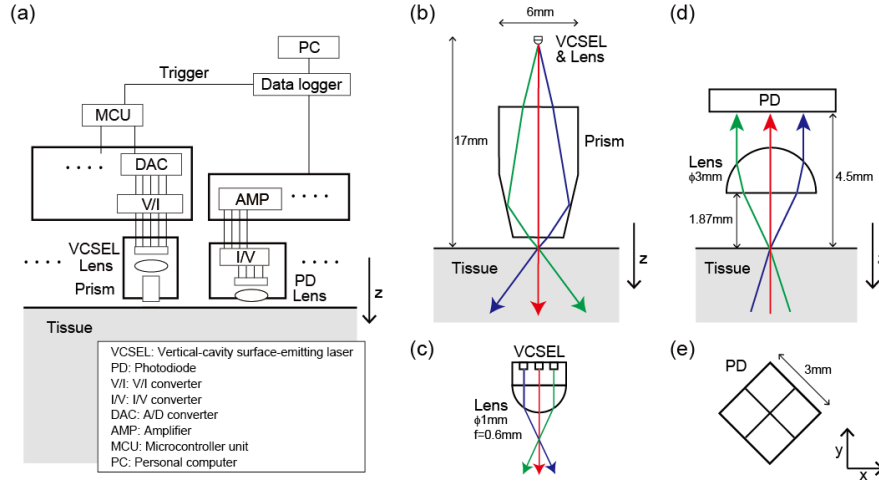 (a)
PC
Trigger
Data logger
MCU
DAC
V/I
AMP
VCSEL
Lens
Prism
I/V
PD
Lens
z
Tissue
VCSEL: Vertical-cavity surface-emitting laser
PD: Photodiode
V/I: V/I converter
I/V: I/V converter
DAC: A/D converter
AMP: Amplifier
MCU: Microcontroller unit
PC: Personal computer
(b)
6mm
VCSEL
& Lens
17mm
Prism
Tissue
z
(c)
VCSEL
Lens
ϕ1mm
f=0.6mm
(d)
PD
Lens
ϕ3mm
4.5mm
1.87mm
Tissue
z
(e)
PD
3mm
y
x